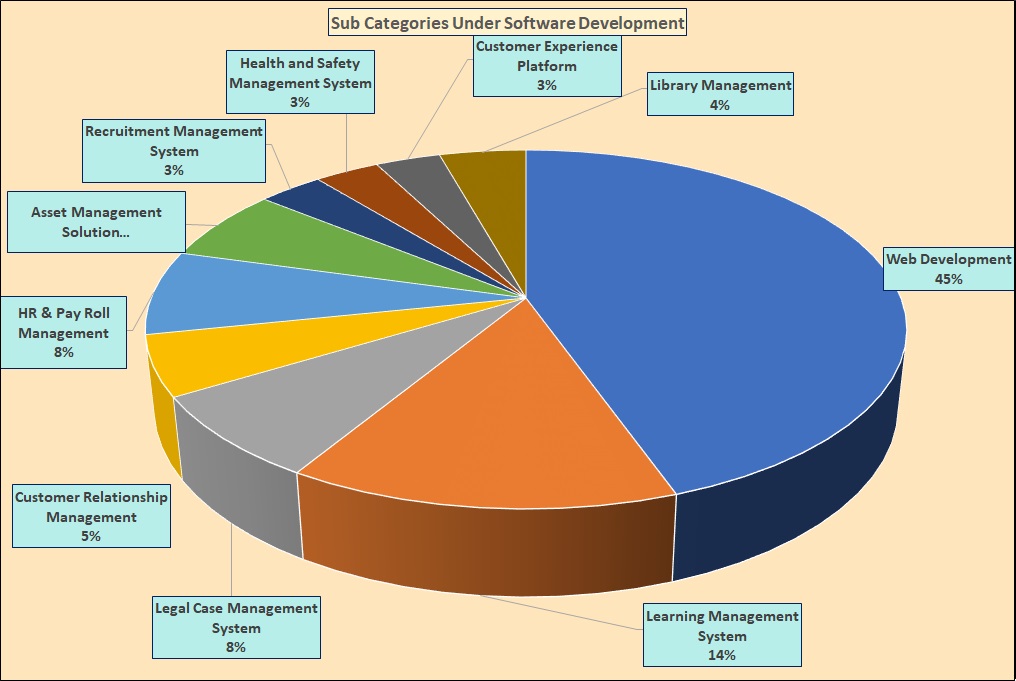 Sub Categories Under Software Development
Customer Experience
Platform
3%
Health and Safety
Management System
3%
Library Management
4%
Recruitment Management
System
3%
Asset Management
Solution...
Web Development
45%
HR & Pay Roll
Management
8%
Customer Relationship
Management
5%
Legal Case Management
System
8%
Learning Management
System
14%